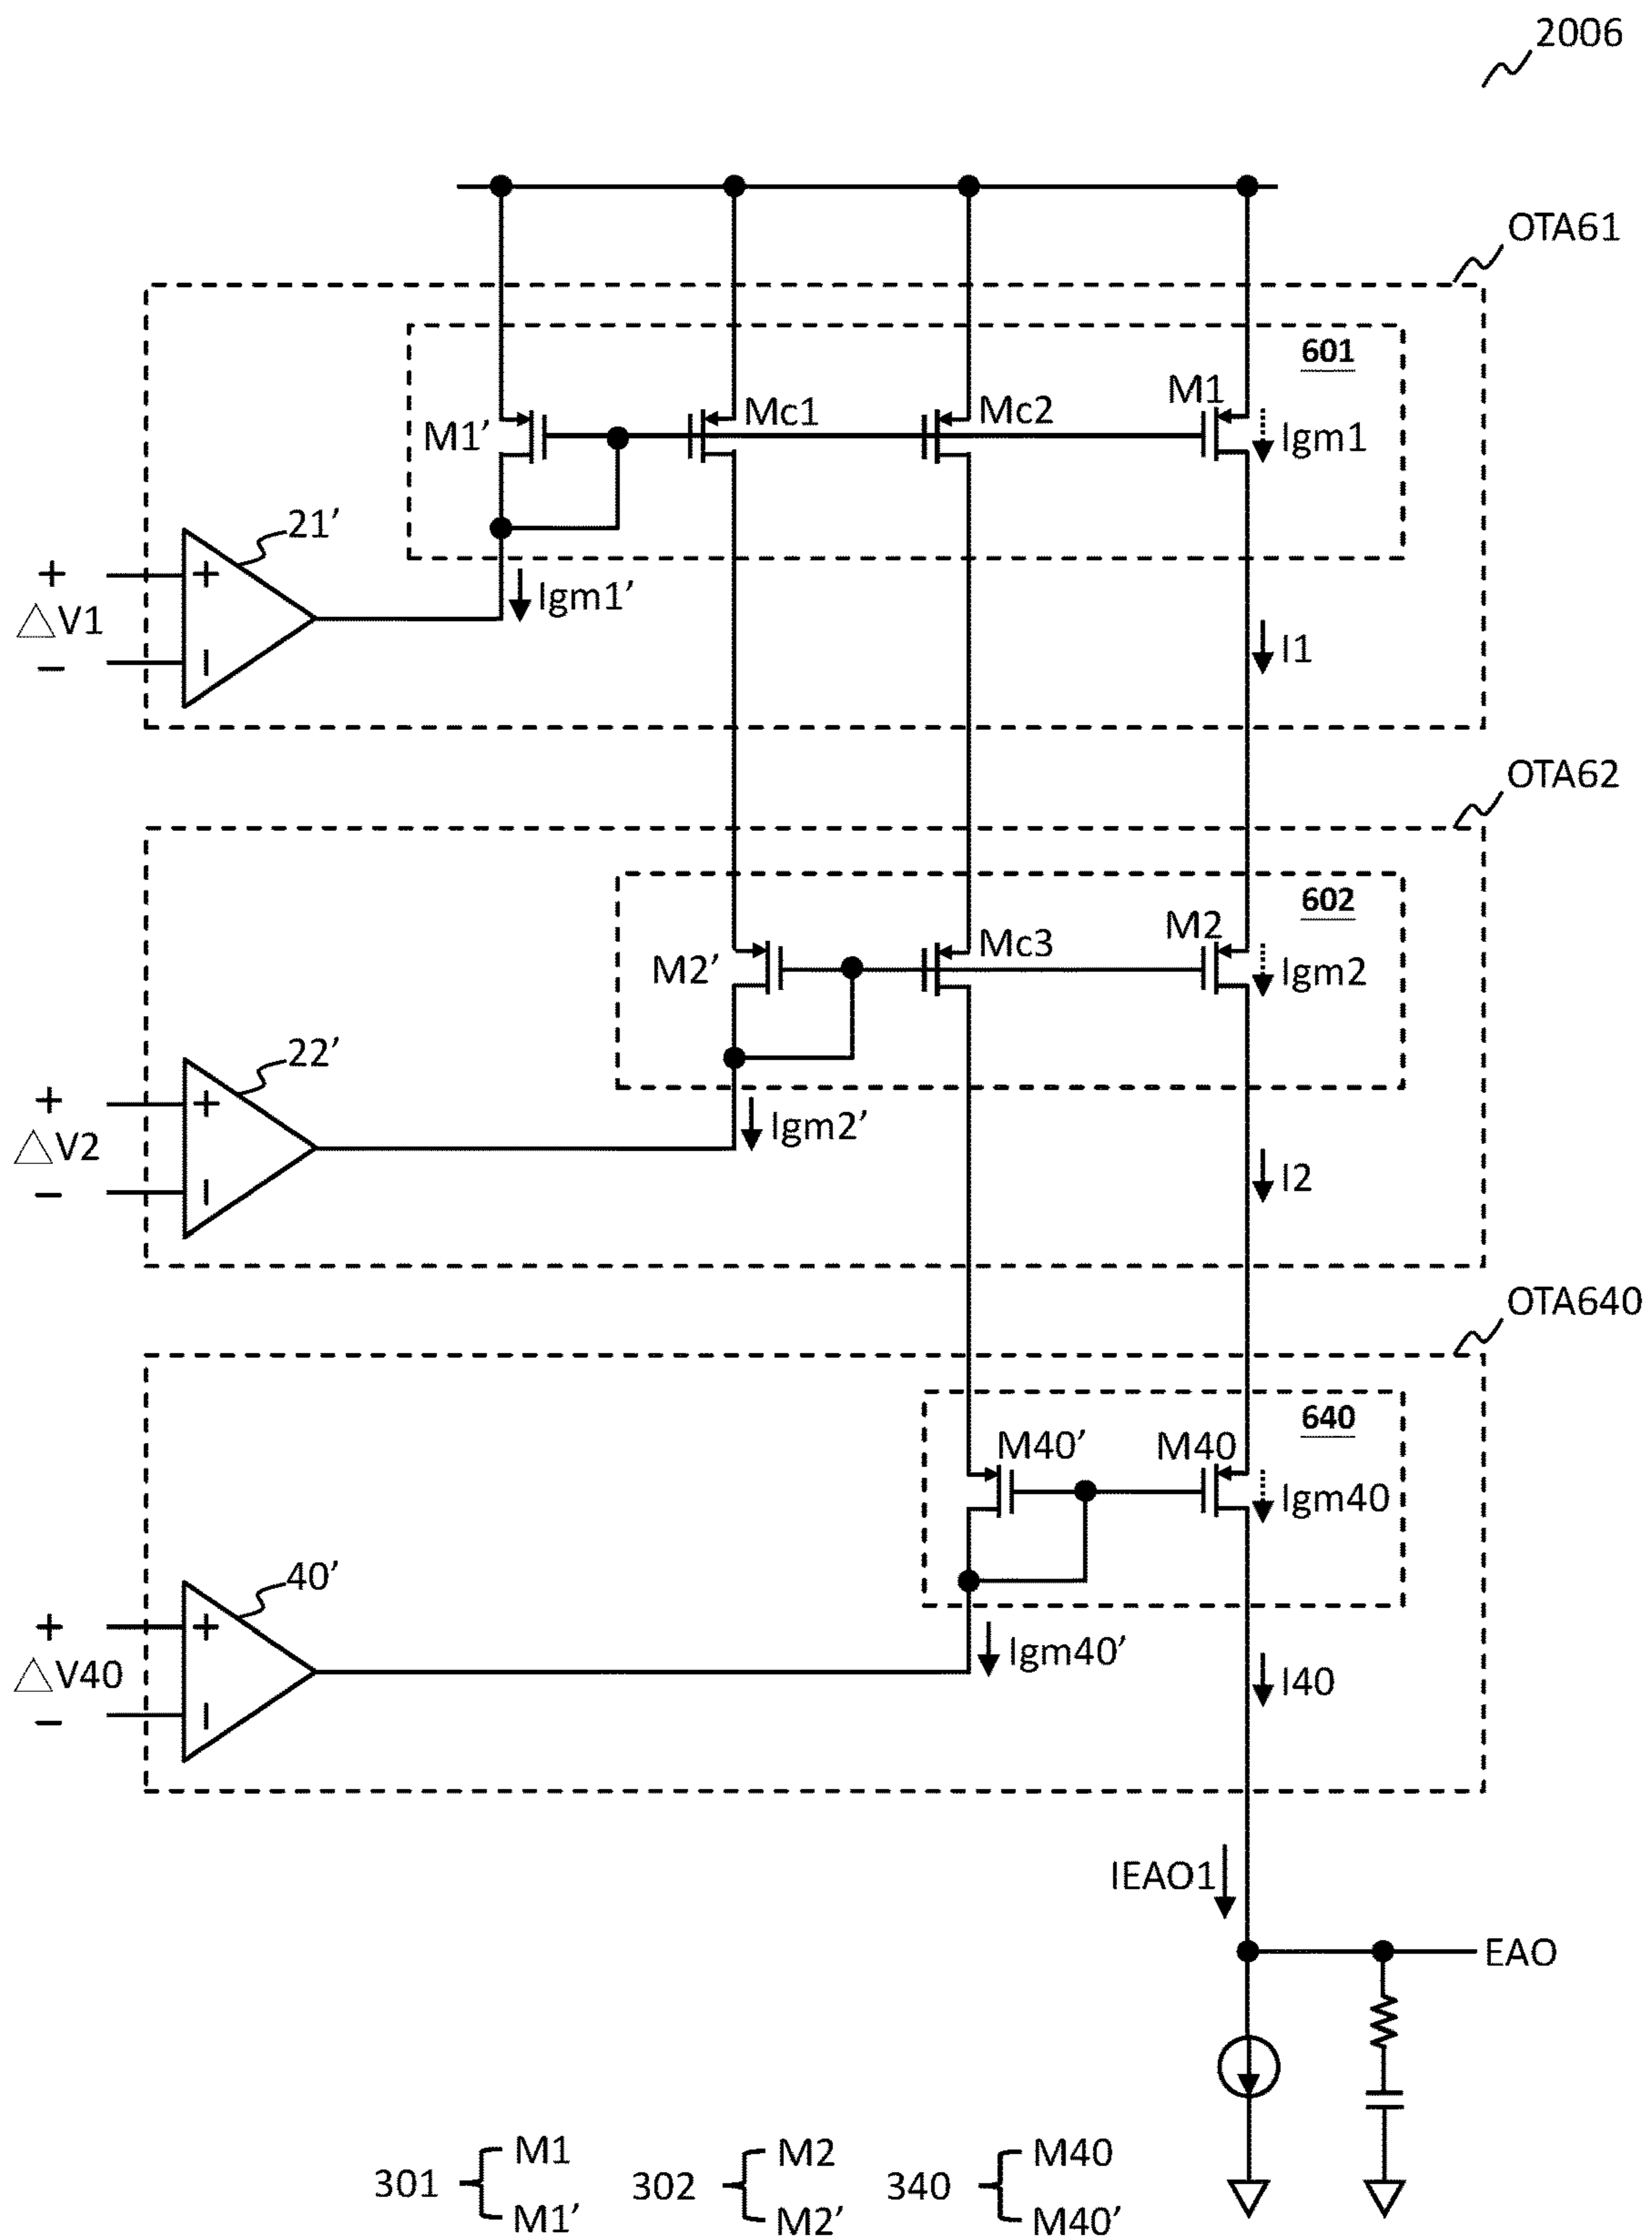 2006
OTA61
601
M1’
Mc1
Mc2
M1
Igm1
21’
+
△V1
−
+
−
Igm1’
I1
OTA62
602
M2’
Mc3
M2
Igm2
22’
+
△V2
−
+
−
Igm2’
I2
OTA640
640
M40’
M40
Igm40
40’
+
△V40
−
+
−
Igm40’
I40
IEAO1
EAO
301 { M1 M1’
302 { M2 M2’
340 { M40 M40’